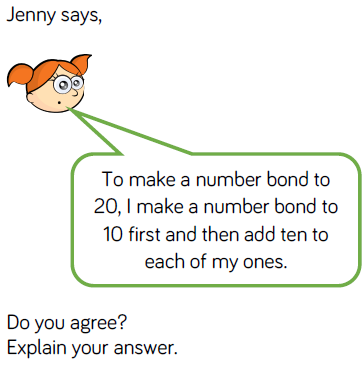 Jenny says,
To make a number bond to
20, I make a number bond to
10 first and then add ten to
each of my ones.
Do you agree?
Explain your answer.